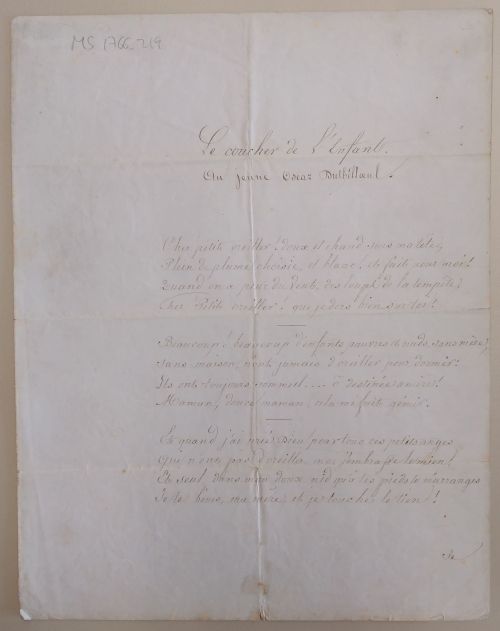 MS 1766_219
Le coucher de l'Enfant.
Au jeune Oscar
Cher petit oreiller ! doux et chaud sous ma tête,
Plein de plume choisie, et blanc ! et fait pour moi !
Quand on a peur du vent, des loups, de la tempête,
Cher Petit oreiller ! que je dors bien sur toi !
Beaucoup, beaucoup d'enfants, pauvres et nuds, sans mère,
sans maison, n'ont jamais d'oreiller pour dormir.
Ils ont toujours sommeil .... ô destinée amère !
Maman, douce maman, cela me fait gémir.
Et quand j'ai prié Dieu pour tous ces petits anges
Qui n'ont pas d'oreiller, moi j'embrasse le mien !
Et seul dans mon doux nid qu'à tes pieds tu m'arranges
Je te bénis, ma mère, et je touche le tien !